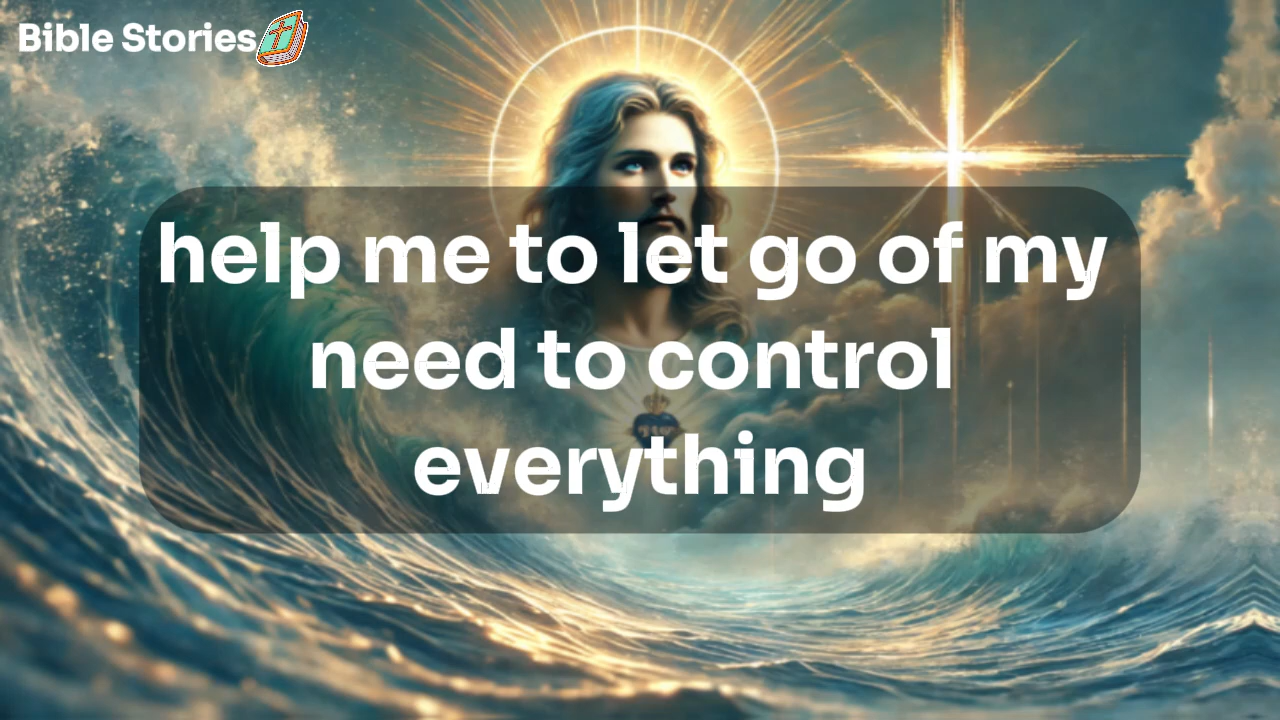 Bible Stories
help me to let go of my
need to control
everything